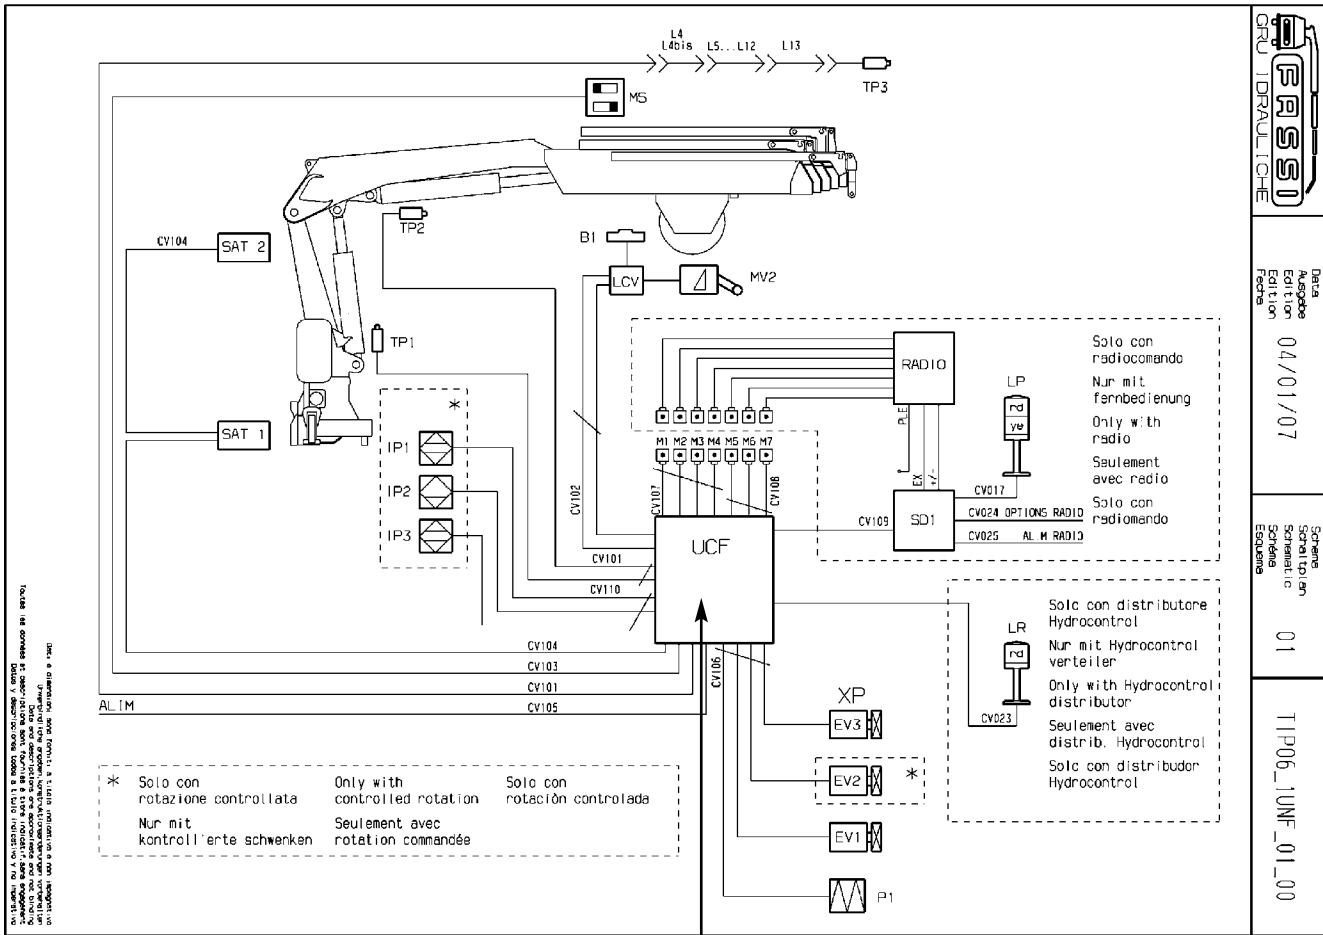 L4
L4bis
L5...L12
L13
TP3
M5
CV104
SAT 2
TP2
B1
LCV
MV2
TP1
SAT 1
*
IP1
IP2
IP3
CV102
CV107
CV108
M1 M2 M3 M4 M5 M6 M7
RADIO
PLE
EX
+/-
SD1
CV109
LP
CV017
CV024 OPTIONS RADIO
CV025 ALIM RADIO
Solo con
radiocomando
Nur mit
fernbedienung
Only with
radio
Seulement
avec radio
Solo con
radiomando
UCF
CV101
CV110
CV104
CV103
CV101
CV105
ALIM
CV106
XP
EV3
EV2
*
EV1
P1
LR
CV023
Solo con distributore
Hydrocontrol
Nur mit Hydrocontrol
verteiler
Only with Hydrocontrol
distributor
Seulement avec
distrib. Hydrocontrol
Solo con distribudor
Hydrocontrol
* Solo con
rotazione controllata
Nur mit
kontrollierte schwenken
Only with
controlled rotation
Seulement avec
rotation commandée
Solo con
rotación controlada
FASSI
GRU IDRAULICHE
Data
Ausgabe
Edition
Edition
Fecha
04/01/07
Schema
Schaltplan
Schematic
Schéma
Esquema
01
TIP06_1UNF_01_00